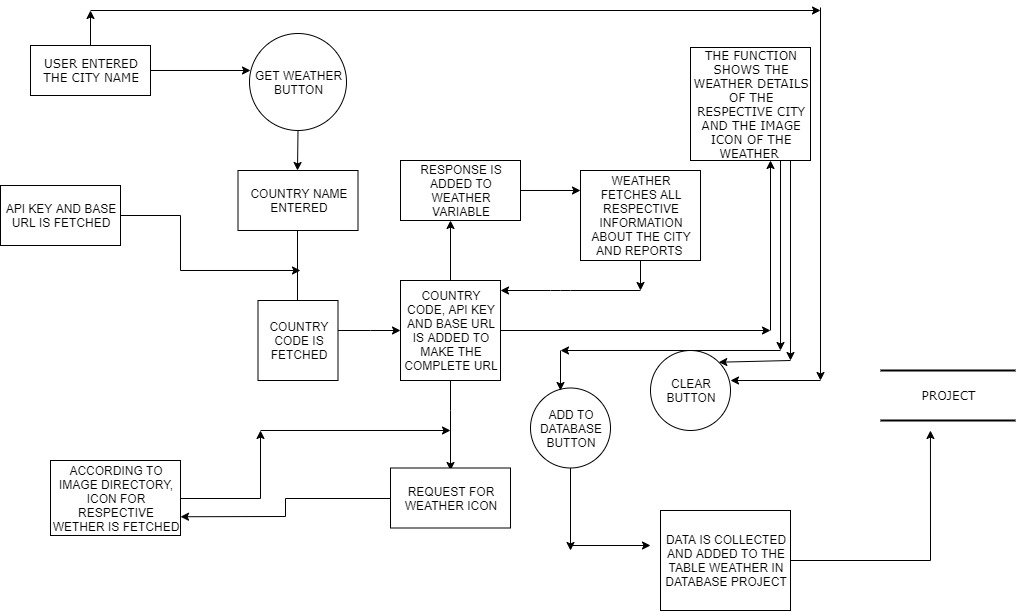 USER ENTERED
THE CITY NAME
GET WEATHER
BUTTON
THE FUNCTION
SHOWS THE
WEATHER DETAILS
OF THE
RESPECTIVE CITY
AND THE IMAGE
ICON OF THE
WEATHER
COUNTRY NAME
ENTERED
RESPONSE IS
ADDED TO
WEATHER
VARIABLE
WEATHER
FETCHES ALL
RESPECTIVE
INFORMATION
ABOUT THE CITY
AND REPORTS
API KEY AND BASE
URL IS FETCHED
COUNTRY
CODE IS
FETCHED
COUNTRY
CODE, API KEY
AND BASE URL
IS ADDED TO
MAKE THE
COMPLETE URL
CLEAR
BUTTON
PROJECT
ADD TO
DATABASE
BUTTON
ACCORDING TO
IMAGE DIRECTORY,
ICON FOR
RESPECTIVE
WETHER IS FETCHED
REQUEST FOR
WEATHER ICON
DATA IS COLLECTED
AND ADDED TO THE
TABLE WEATHER IN
DATABASE PROJECT